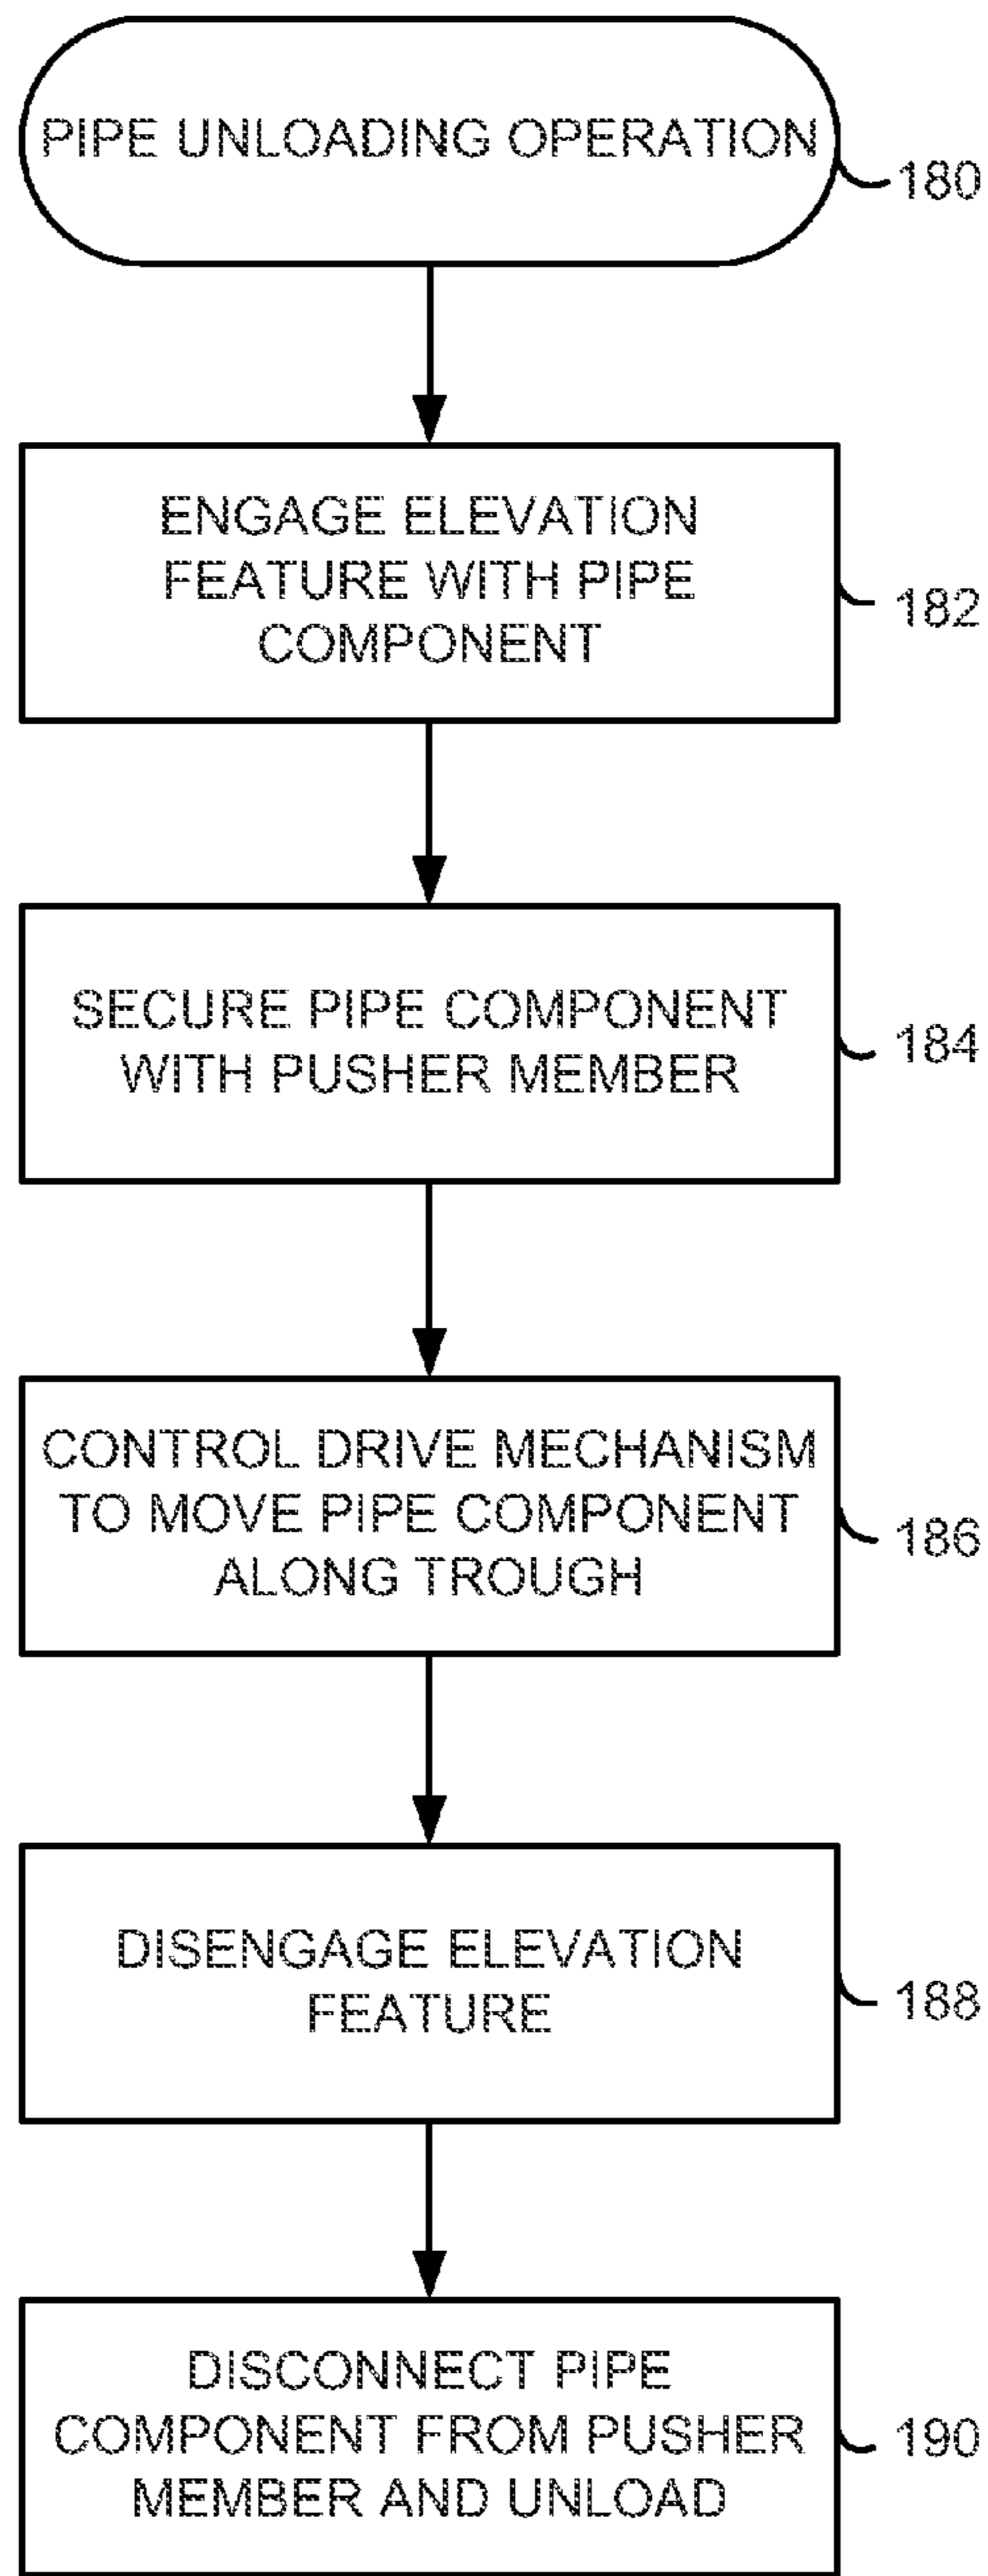 PIPE UNLOADING OPERATION
180
ENGAGE ELEVATION
FEATURE WITH PIPE
COMPONENT
182
SECURE PIPE COMPONENT
WITH PUSHER MEMBER
184
CONTROL DRIVE MECHANISM
TO MOVE PIPE COMPONENT
ALONG TROUGH
186
DISENGAGE ELEVATION
FEATURE
188
DISCONNECT PIPE
COMPONENT FROM PUSHER
MEMBER AND UNLOAD
190